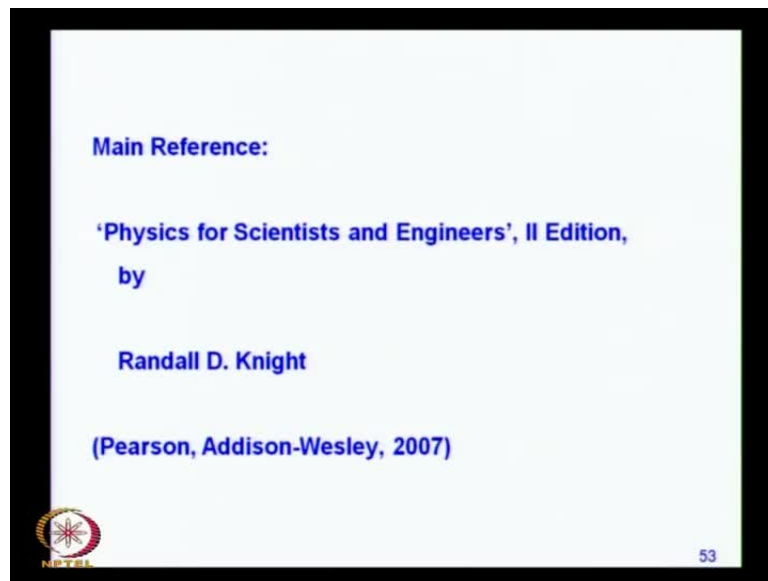 Main Reference:
‘Physics for Scientists and Engineers’, II Edition,
by
Randall D. Knight
(Pearson, Addison-Wesley, 2007)
NPTEL
53